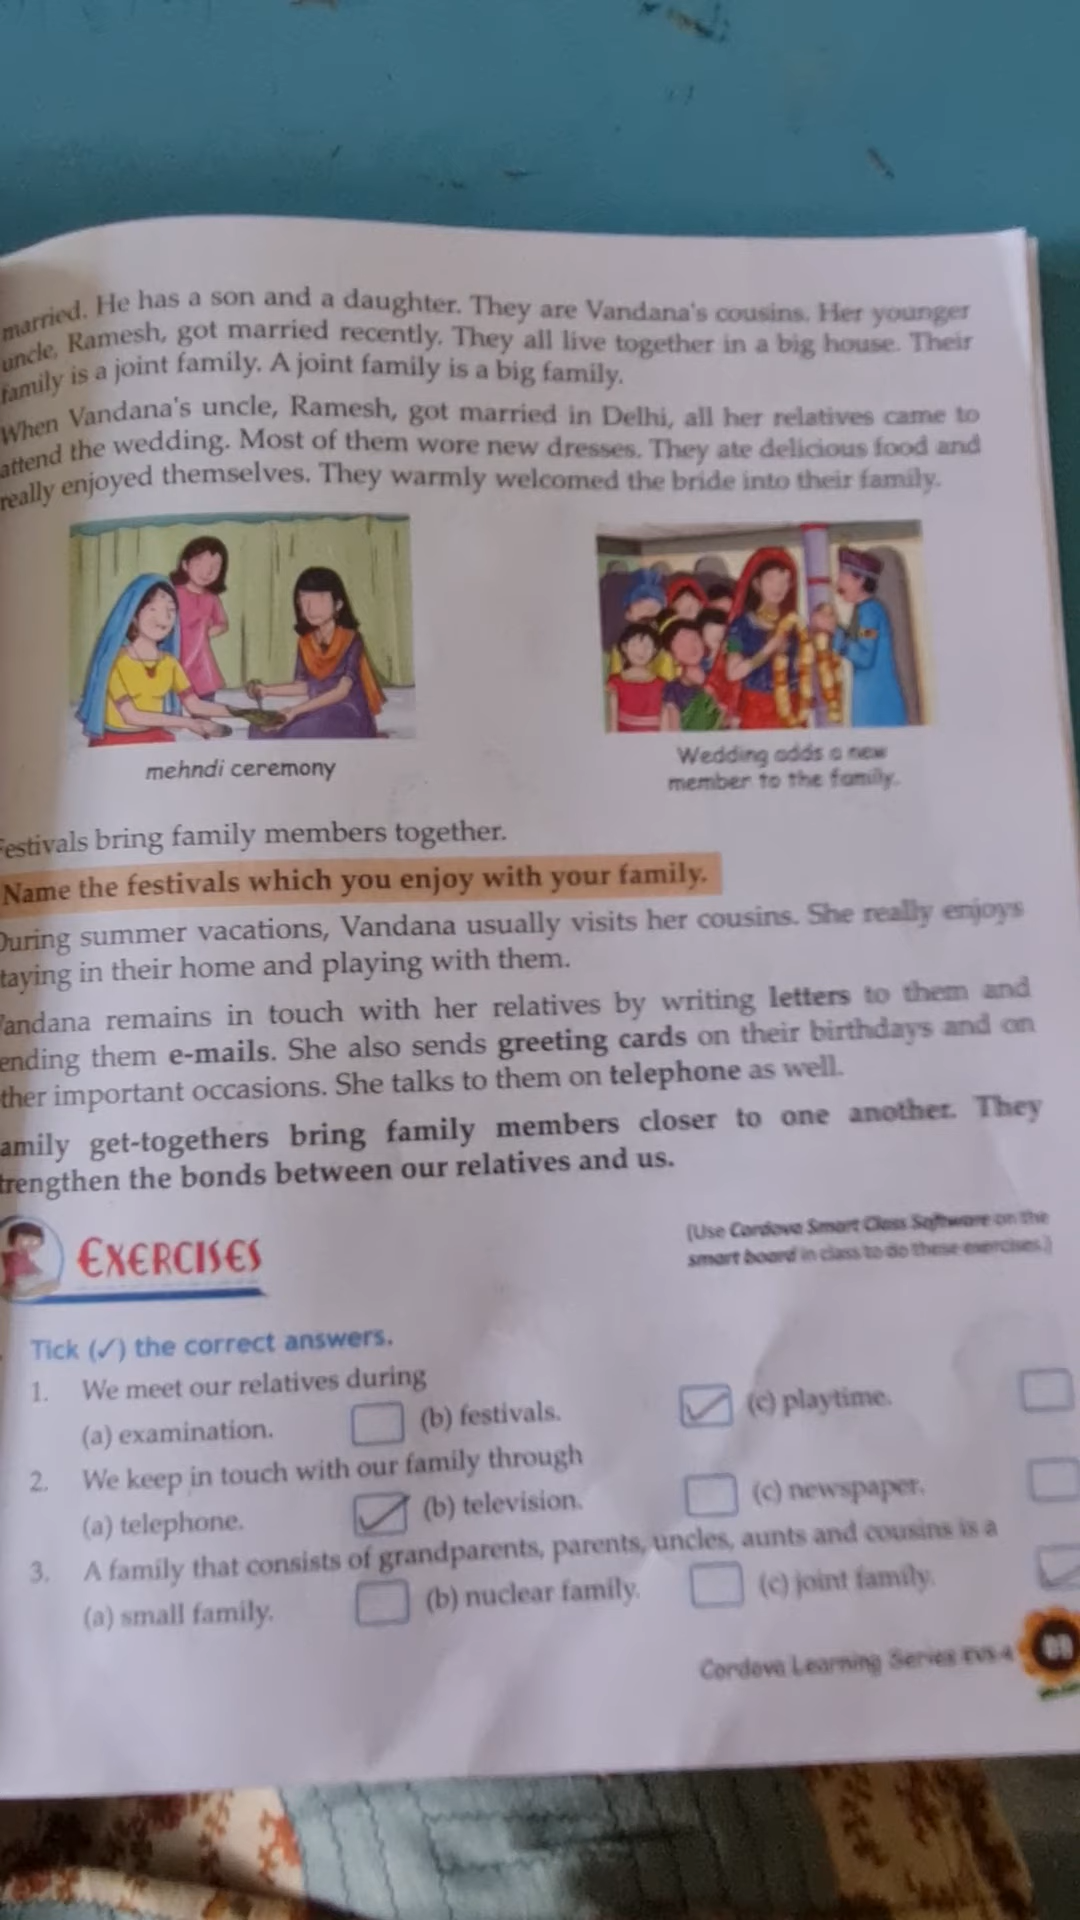 married. He has a son and a daughter. They are Vandana's cousins. Her younger
uncle, Ramesh, got married recently. They all live together in a big house. Their
family is a joint family. A joint family is a big family.
When Vandana's uncle, Ramesh, got married in Delhi, all her relatives came to
attend the wedding. Most of them wore new dresses. They ate delicious food and
really enjoyed themselves. They warmly welcomed the bride into their family.
mehndi ceremony
Wedding adds a new
member to the family.
Festivals bring family members together.
Name the festivals which you enjoy with your family.
During summer vacations, Vandana usually visits her cousins. She really enjoys
taying in their home and playing with them.
Vandana remains in touch with her relatives by writing letters to them and
ending them e-mails. She also sends greeting cards on their birthdays and on
ther important occasions. She talks to them on telephone as well.
amily get-togethers bring family members closer to one another. They
trengthen the bonds between our relatives and us.
EXERCISES
(Use Cordova Smart Class Software on the
smart board in class to do these exercises.)
Tick (✓) the correct answers.
1. We meet our relatives during
(a) examination. (b) festivals. ✓ (c) playtime.
2. We keep in touch with our family through
(a) telephone. ✓ (b) television. (c) newspaper.
3. A family that consists of grandparents, parents, uncles, aunts and cousins is a
(a) small family. (b) nuclear family. (c) joint family. ✓
Cordova Learning Series EVS-4